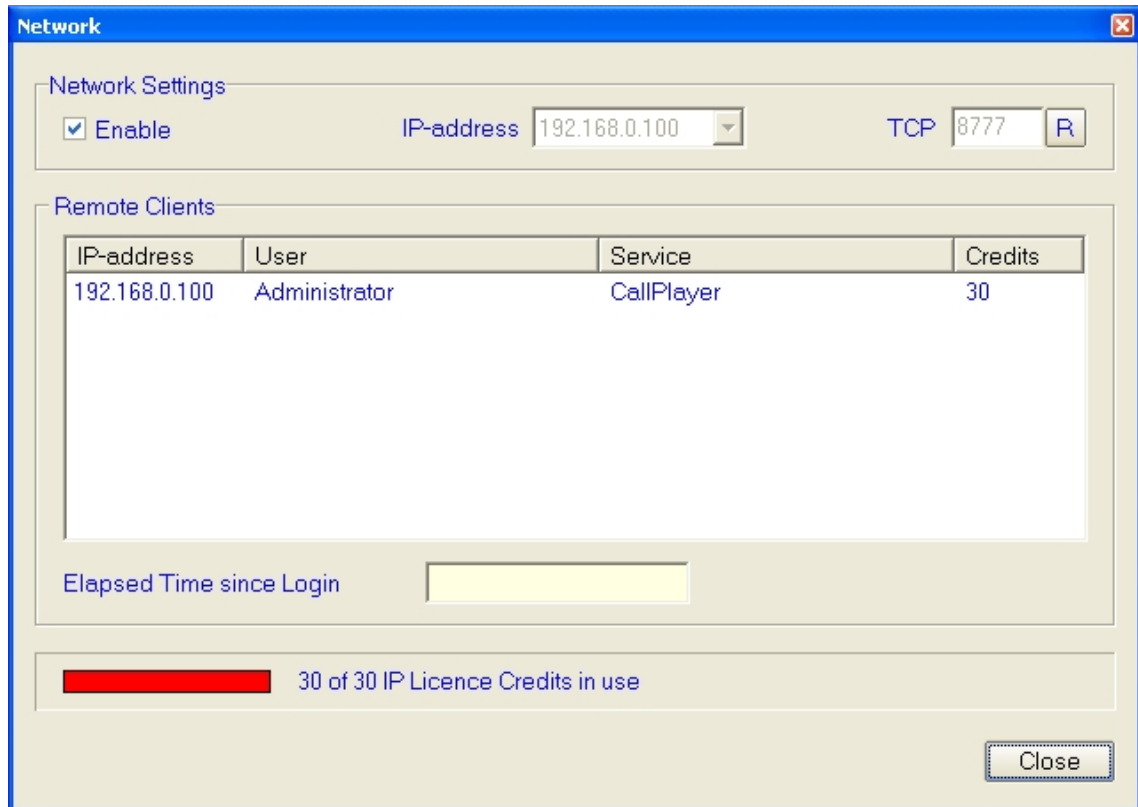 Network
Network Settings
Enable IP-address 192.168.0.100 TCP 8777 R
Remote Clients
IP-address User Service Credits
192.168.0.100 Administrator CallPlayer 30
Elapsed Time since Login
30 of 30 IP Licence Credits in use
Close